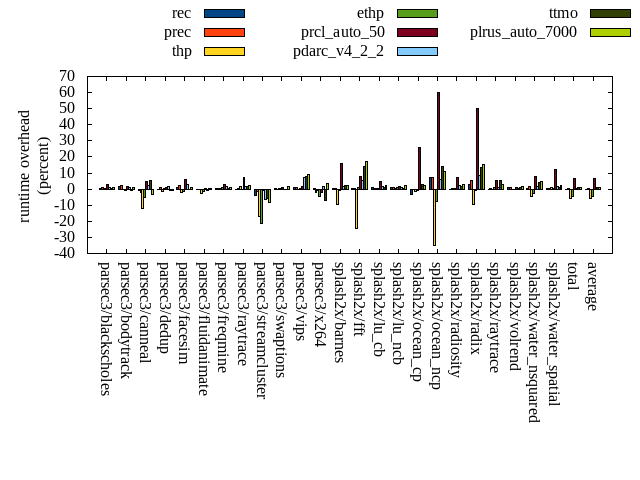 rec ethp ttmo
prec prcl_auto_50 plrus_auto_7000
thp pdarc_v4_2_2
runtime overhead
(percent)
70
60
50
40
30
20
10
0
-10
-20
-30
-40
parsec3/blackscholes
parsec3/bodytrack
parsec3/canneal
parsec3/dedup
parsec3/facesim
parsec3/fluidanimate
parsec3/freqmine
parsec3/raytrace
parsec3/streamcluster
parsec3/swaptions
parsec3/vips
parsec3/x264
splash2x/barnes
splash2x/fft
splash2x/lu_cb
splash2x/lu_ncb
splash2x/ocean_cp
splash2x/ocean_ncp
splash2x/radiosity
splash2x/radix
splash2x/raytrace
splash2x/volrend
splash2x/water_nsquared
splash2x/water_spatial
total
average